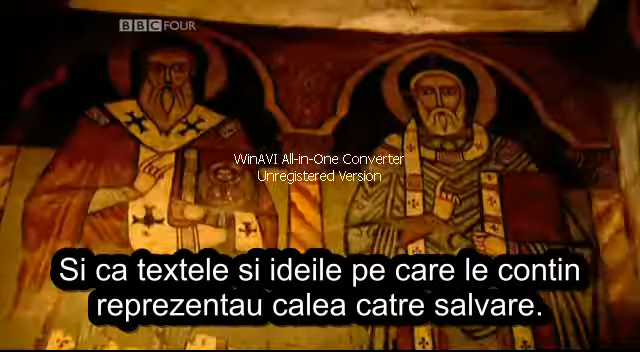 BBC FOUR
WinAVI All-in-One Converter
Unregistered Version
Si ca textele si ideile pe care le contin
reprezentau calea catre salvare.